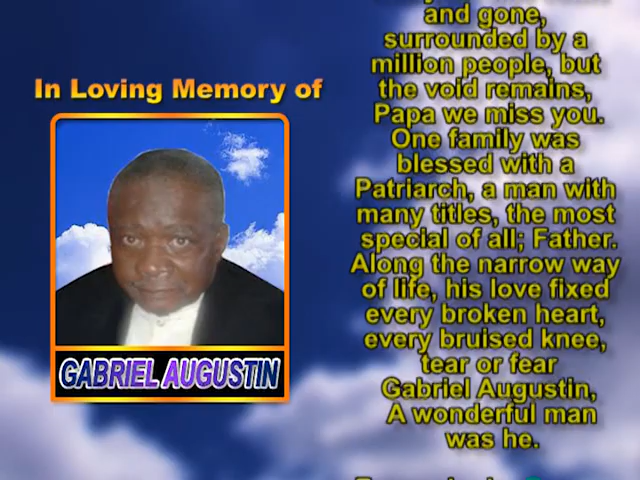 In Loving Memory of
GABRIEL AUGUSTIN
and gone,
surrounded by a
million people, but
the void remains,
Papa we miss you.
One family was
blessed with a
Patriarch, a man with
many titles, the most
special of all; Father.
Along the narrow way
of life, his love fixed
every broken heart,
every bruised knee,
tear or fear
Gabriel Augustin,
A wonderful man
was he.